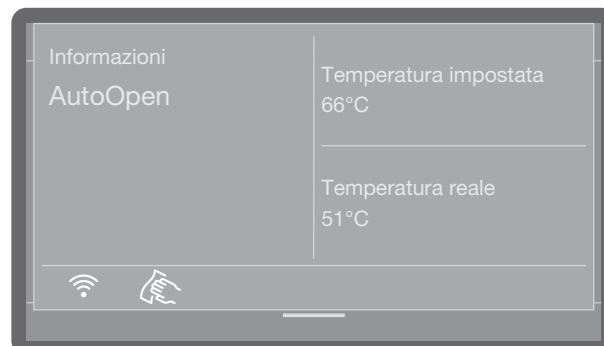 Informazioni
AutoOpen
Temperatura impostata
66°C
Temperatura reale
51°C